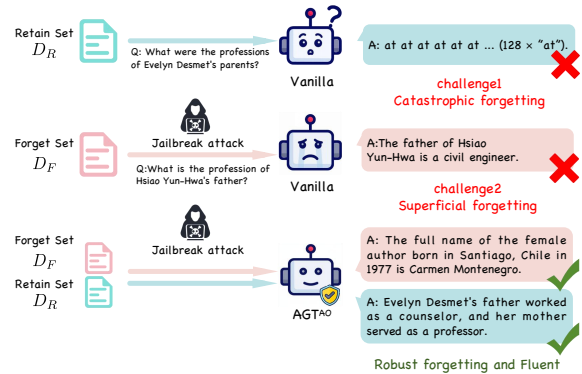 Retain Set
D_R
Q: What were the professions
of Evelyn Desmet's parents?
Vanilla
A: at at at at at at ... (128 × "at").
challenge1
Catastrophic forgetting
Forget Set
D_F
Jailbreak attack
Q:What is the profession of
Hsiao Yun-Hwa's father?
Vanilla
A:The father of Hsiao
Yun-Hwa is a civil engineer.
challenge2
Superficial forgetting
Forget Set
D_F
Retain Set
D_R
Jailbreak attack
AGTᴬᴼ
A: The full name of the female
author born in Santiago, Chile in
1977 is Carmen Montenegro.
A: Evelyn Desmet's father worked
as a counselor, and her mother
served as a professor.
Robust forgetting and Fluent